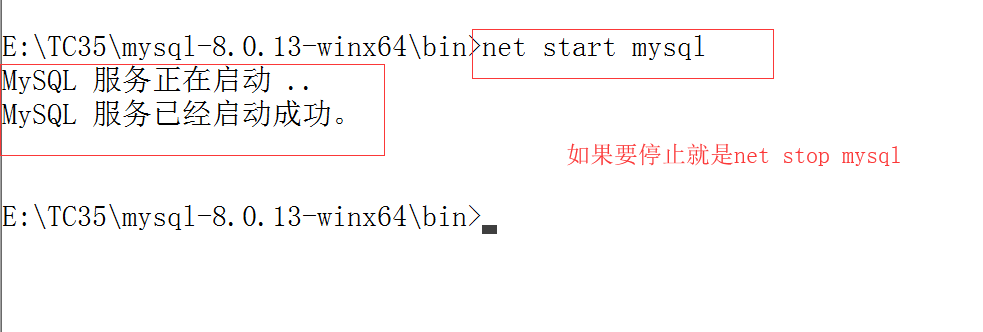 E:\TC35\mysql-8.0.13-winx64\bin>net start mysql
MySQL 服务正在启动 ..
MySQL 服务已经启动成功。
如果要停止就是net stop mysql
E:\TC35\mysql-8.0.13-winx64\bin>